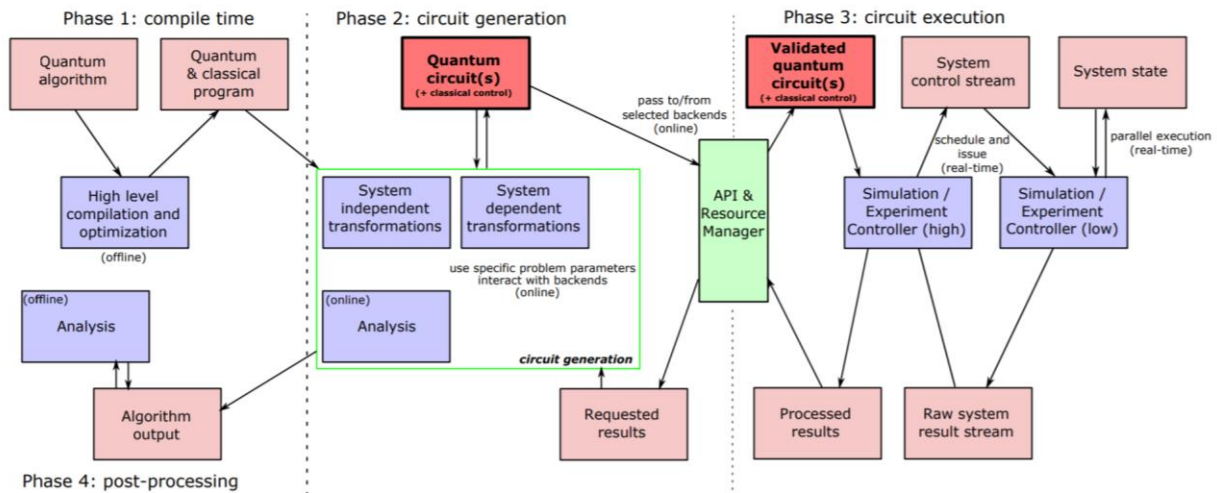 Phase 1: compile time
Quantum
algorithm
Quantum
& classical
program
High level
compilation and
optimization
(offline)
(offline)
Analysis
Algorithm
output
Phase 4: post-processing
Phase 2: circuit generation
Quantum
circuit(s)
(+ classical control)
pass to/from
selected backends
(online)
System
independent
transformations
System
dependent
transformations
use specific problem parameters
interact with backends
(online)
(online)
Analysis
circuit generation
Requested
results
API &
Resource
Manager
Phase 3: circuit execution
Validated
quantum
circuit(s)
(+ classical control)
System
control stream
System state
schedule and
issue
(real-time)
parallel execution
(real-time)
Simulation /
Experiment
Controller (high)
Simulation /
Experiment
Controller (low)
Processed
results
Raw system
result stream